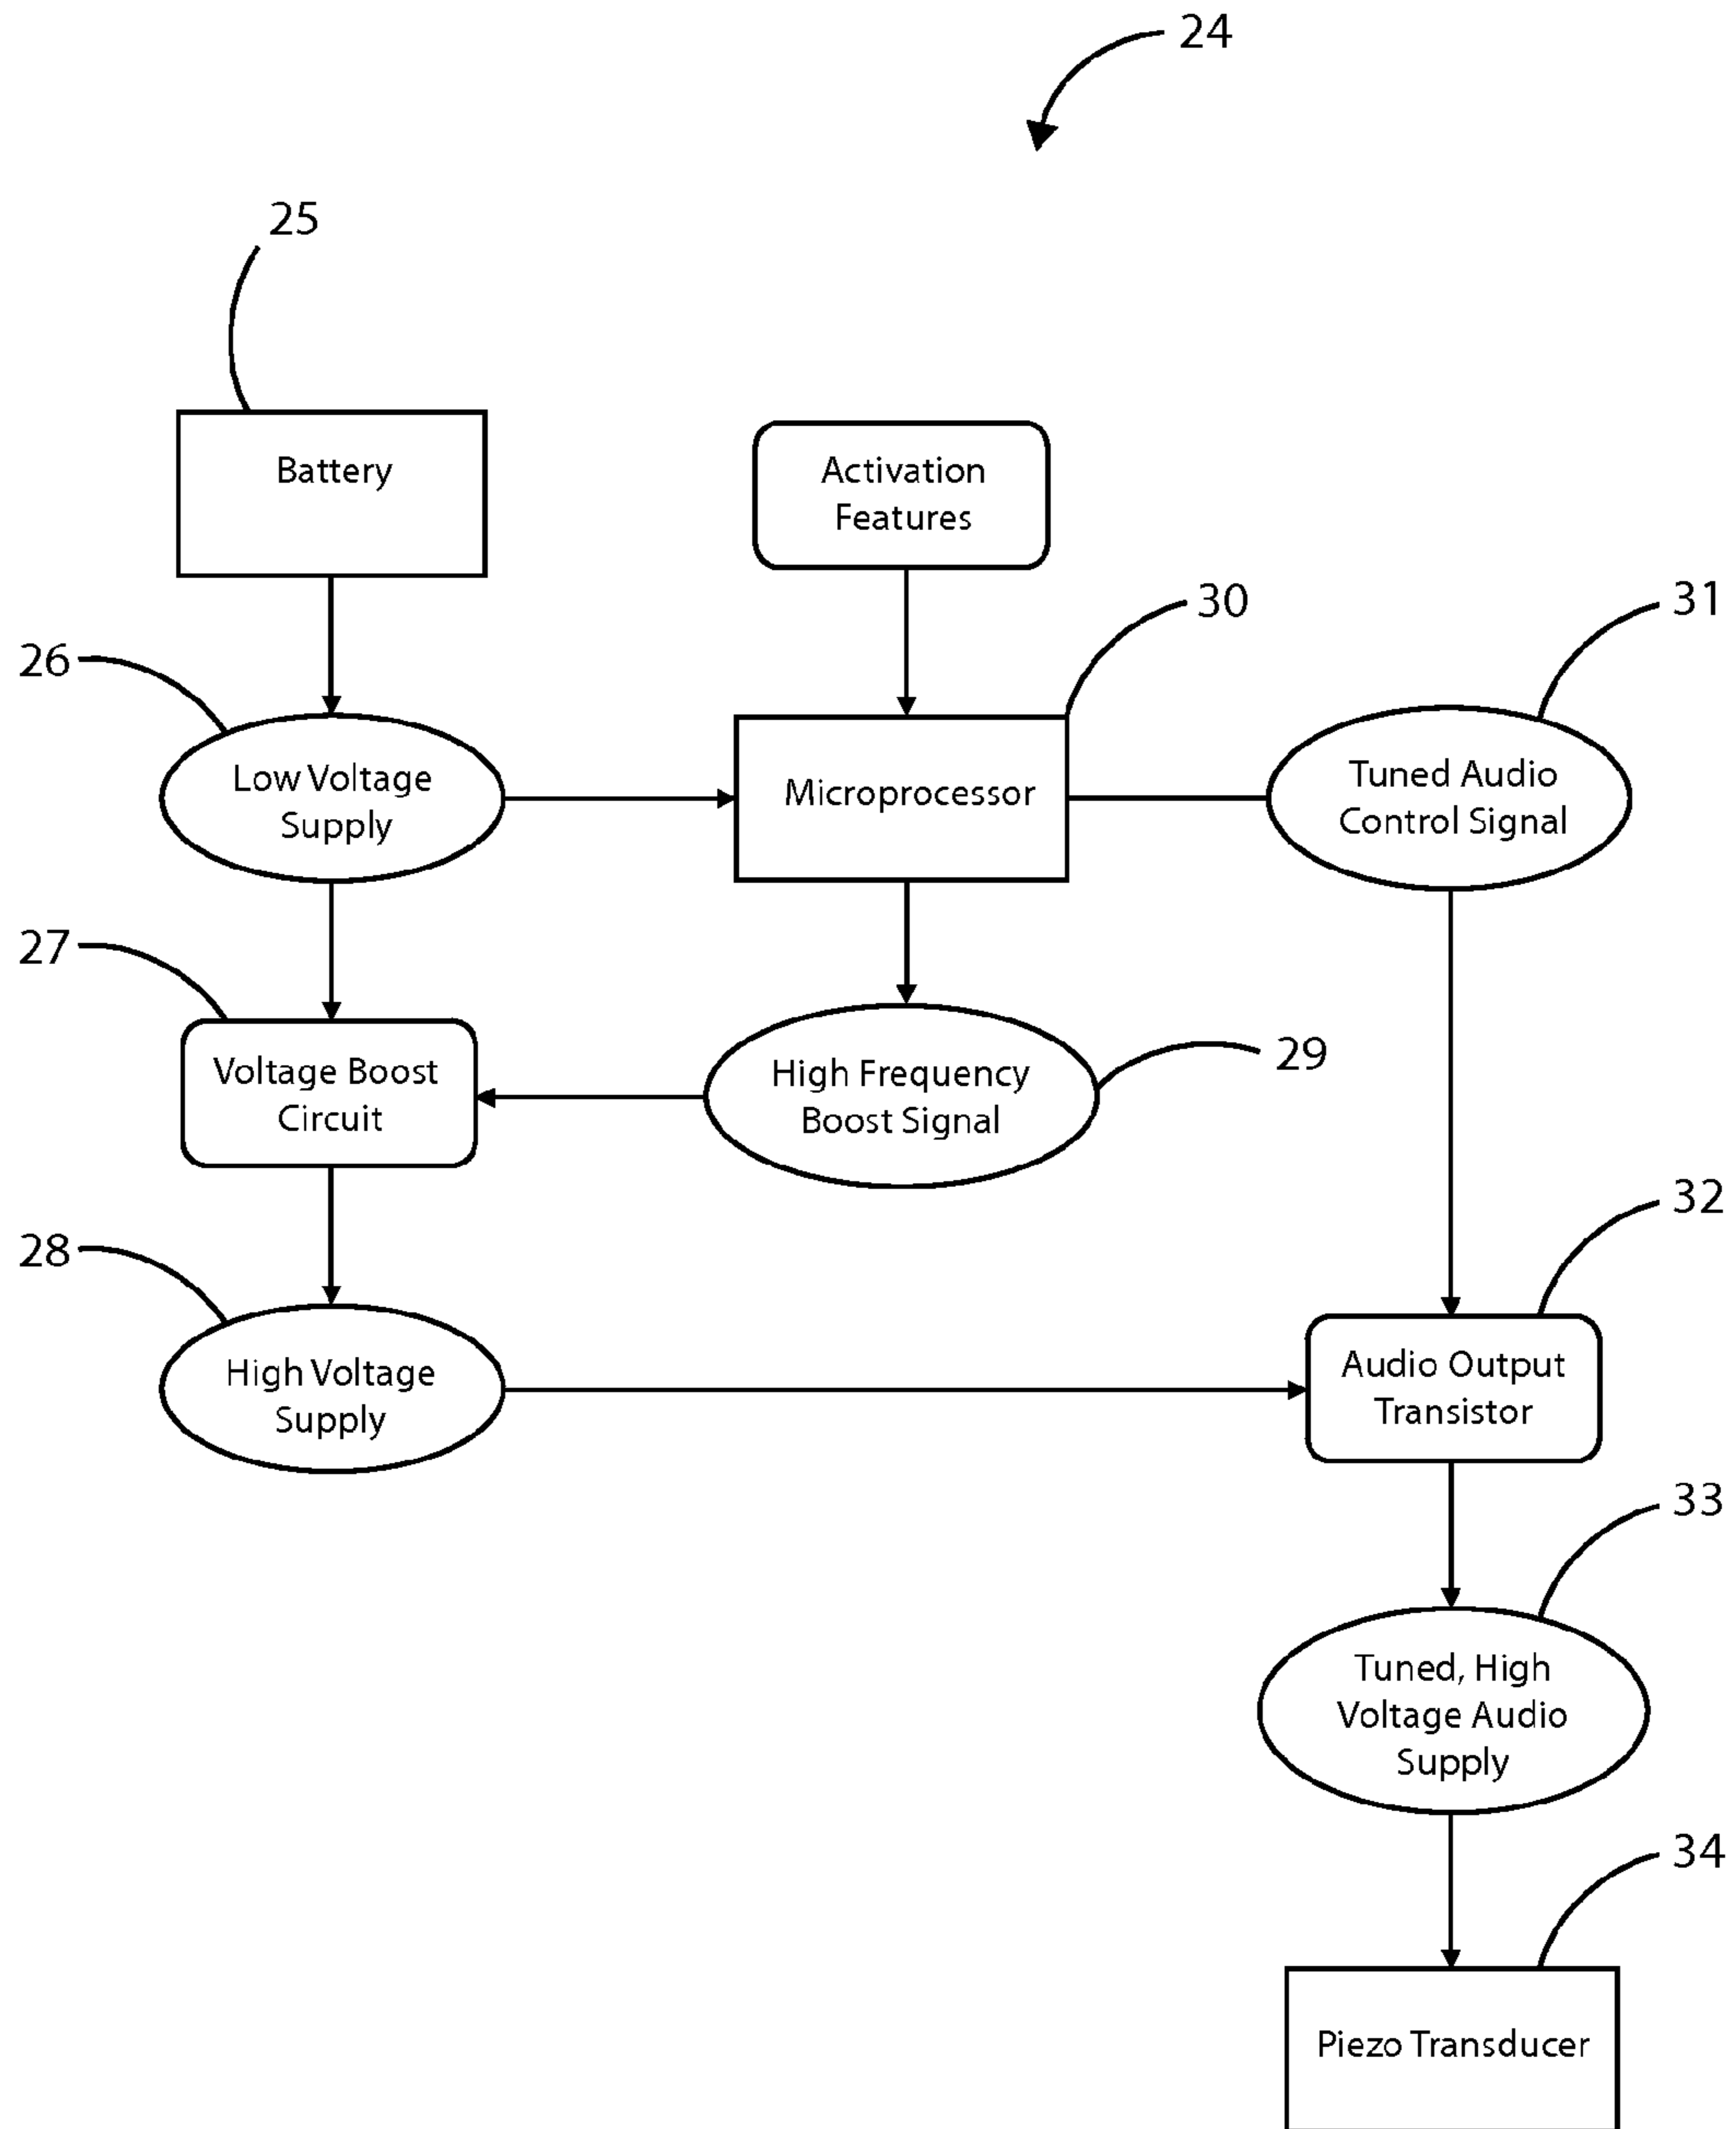 24
25
Battery
Activation
Features
30
31
26
Low Voltage
Supply
Microprocessor
Tuned Audio
Control Signal
27
Voltage Boost
Circuit
High Frequency
Boost Signal
29
28
High Voltage
Supply
32
Audio Output
Transistor
33
Tuned, High
Voltage Audio
Supply
34
Piezo Transducer